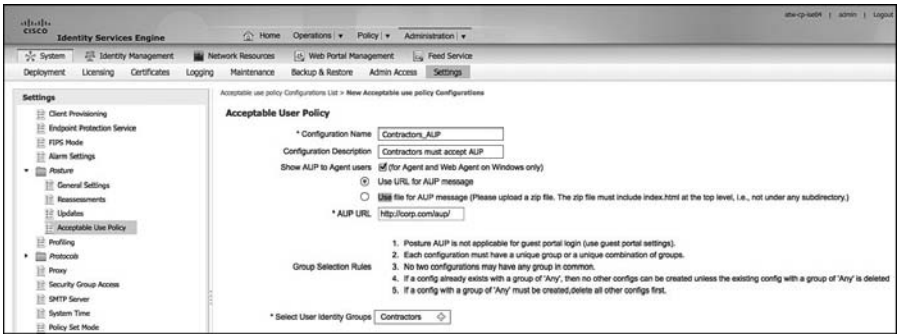 atw-cp-ise04 | admin | Logout
CISCO Identity Services Engine
Home Operations Policy Administration
System Identity Management Network Resources Web Portal Management Feed Service
Deployment Licensing Certificates Logging Maintenance Backup & Restore Admin Access Settings
Settings
Client Provisioning
Endpoint Protection Service
FIPS Mode
Alarm Settings
Posture
General Settings
Reassessments
Updates
Acceptable Use Policy
Profiling
Protocols
Proxy
Security Group Access
SMTP Server
System Time
Policy Set Mode
Acceptable use policy Configurations List > New Acceptable use policy Configurations
Acceptable User Policy
* Configuration Name Contractors_AUP
Configuration Description Contractors must accept AUP
Show AUP to Agent users (for Agent and Web Agent on Windows only)
Use URL for AUP message
Use file for AUP message (Please upload a zip file. The zip file must include index.html at the top level, i.e., not under any subdirectory.)
* AUP URL http://corp.com/aup/
Group Selection Rules
1. Posture AUP is not applicable for guest portal login (use guest portal settings).
2. Each configuration must have a unique group or a unique combination of groups.
3. No two configurations may have any group in common.
4. If a config already exists with a group of 'Any', then no other configs can be created unless the existing config with a group of 'Any' is deleted
5. If a config with a group of 'Any' must be created,delete all other configs first.
* Select User Identity Groups Contractors